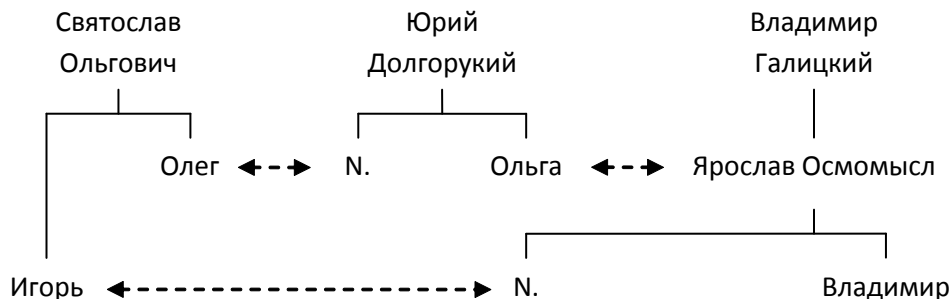 Святослав Юрий Владимир
Ольгович Долгорукий Галицкий
Олег N. Ольга Ярослав Осмомысл
Игорь N. Владимир